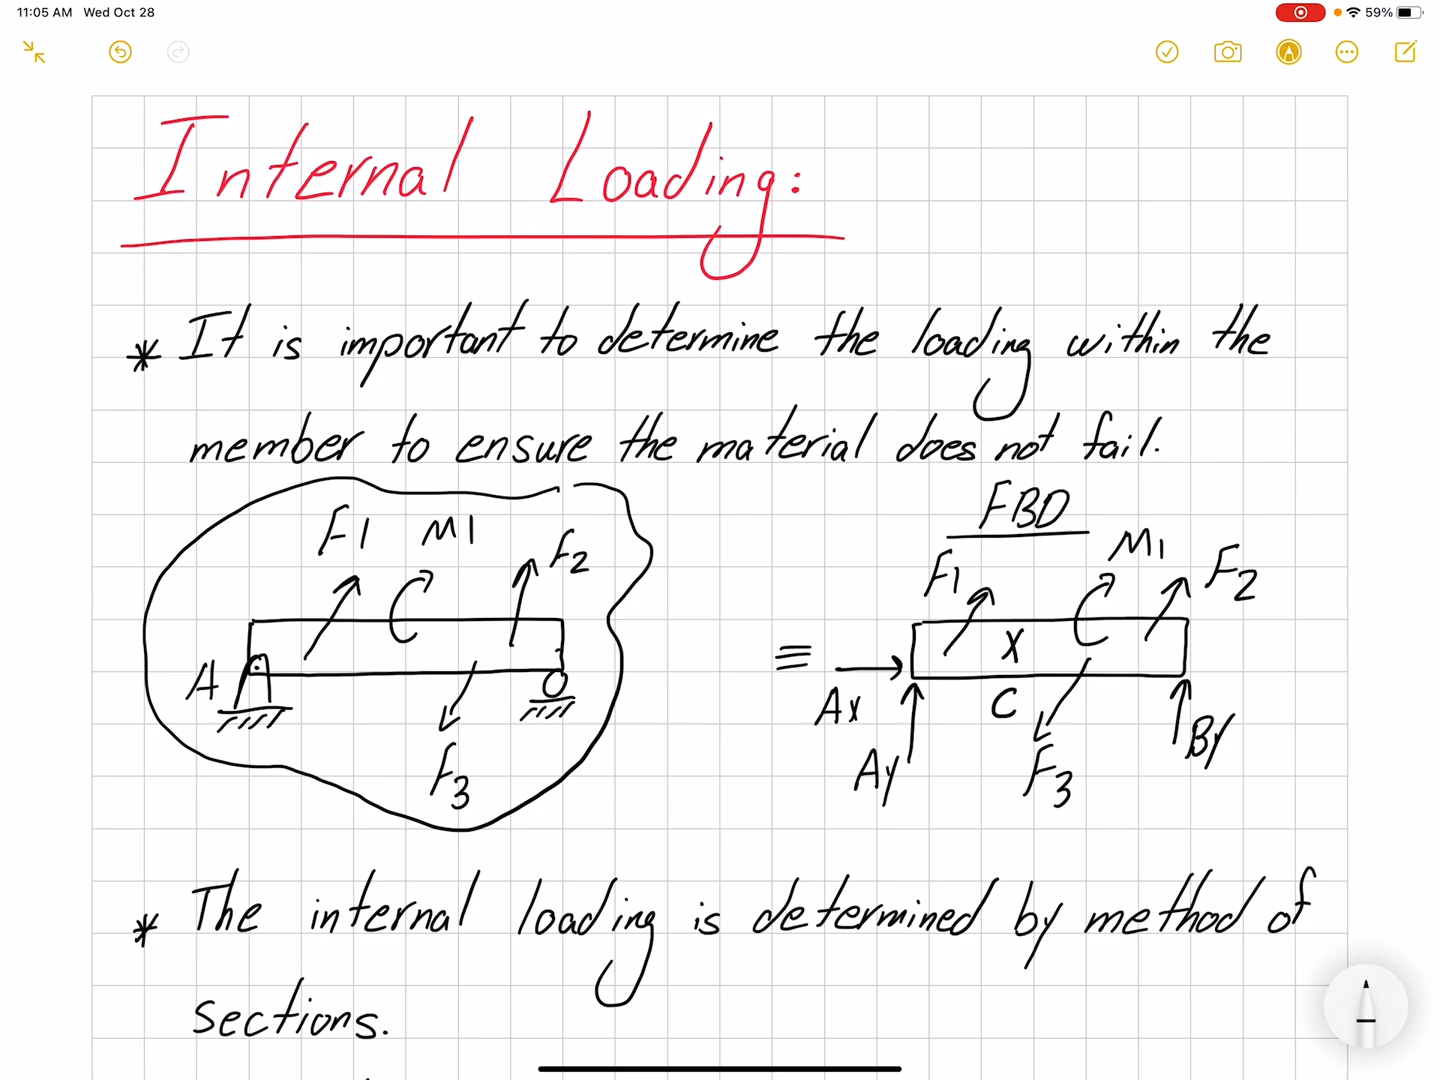 11:05 AM Wed Oct 28
59%
Internal Loading:
* It is important to determine the loading within the
member to ensure the material does not fail.
FBD
F1 M1 F2
A
F3
≡
F1 M1 F2
X
Ax C
Ay F3 By
* The internal loading is determined by method of
sections.